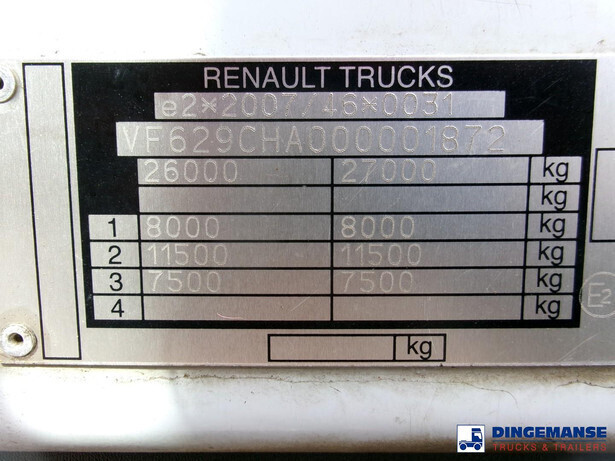 RENAULT TRUCKS
e2*2007/46*0031
VF629CHA000001872
26000 27000 kg
kg
1 8000 8000 kg
2 11500 11500 kg
3 7500 7500 kg
4 kg
kg
E2
DINGEMANSE
TRUCKS & TRAILERS